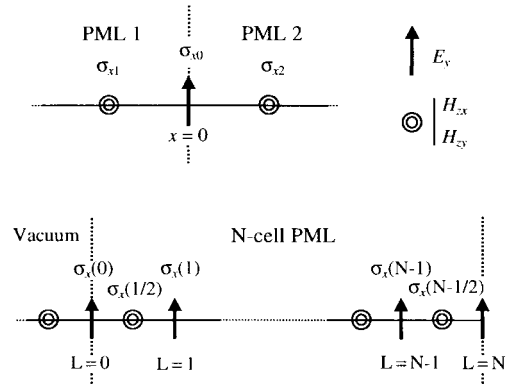 PML 1 σx0 PML 2
σx1 σx2
x = 0
Ey
Hzx
Hzy
Vacuum N-cell PML
σx(0) σx(1) σx(N-1)
σx(1/2) σx(N-1/2)
L=0 L=1 L=N-1 L=N